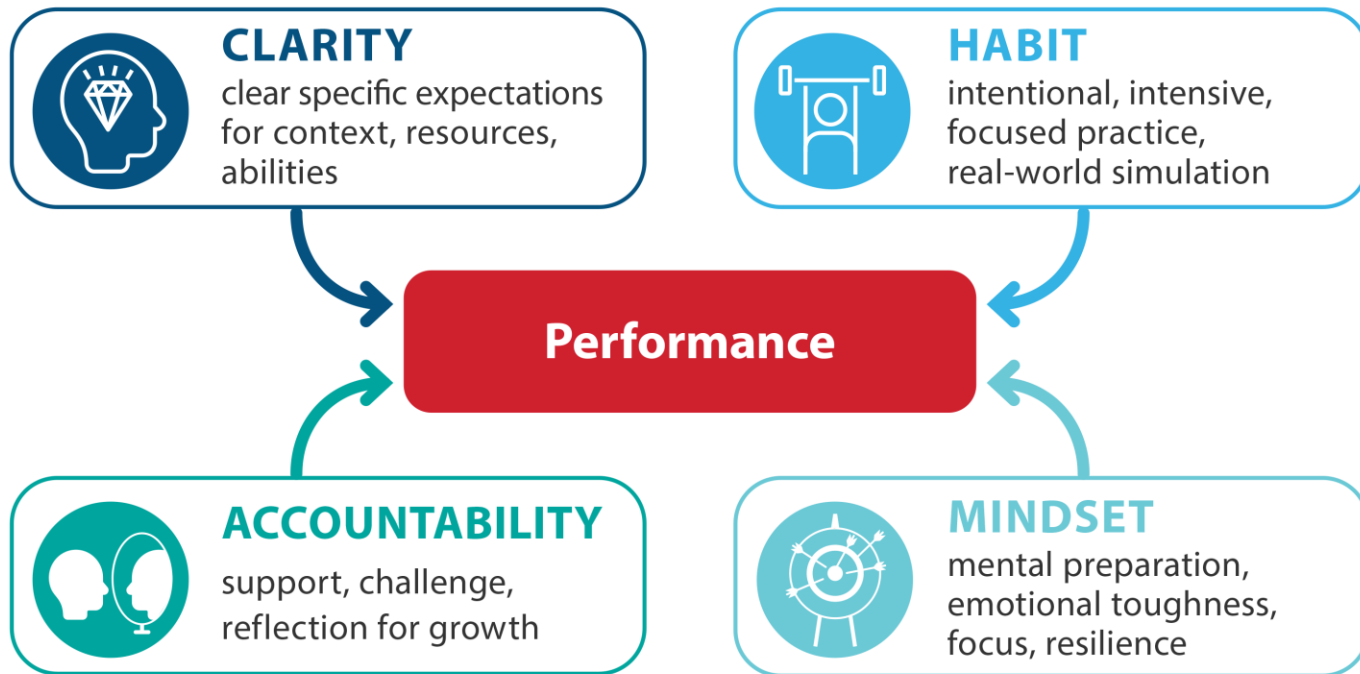 CLARITY
clear specific expectations
for context, resources,
abilities
HABIT
intentional, intensive,
focused practice,
real-world simulation
Performance
ACCOUNTABILITY
support, challenge,
reflection for growth
MINDSET
mental preparation,
emotional toughness,
focus, resilience